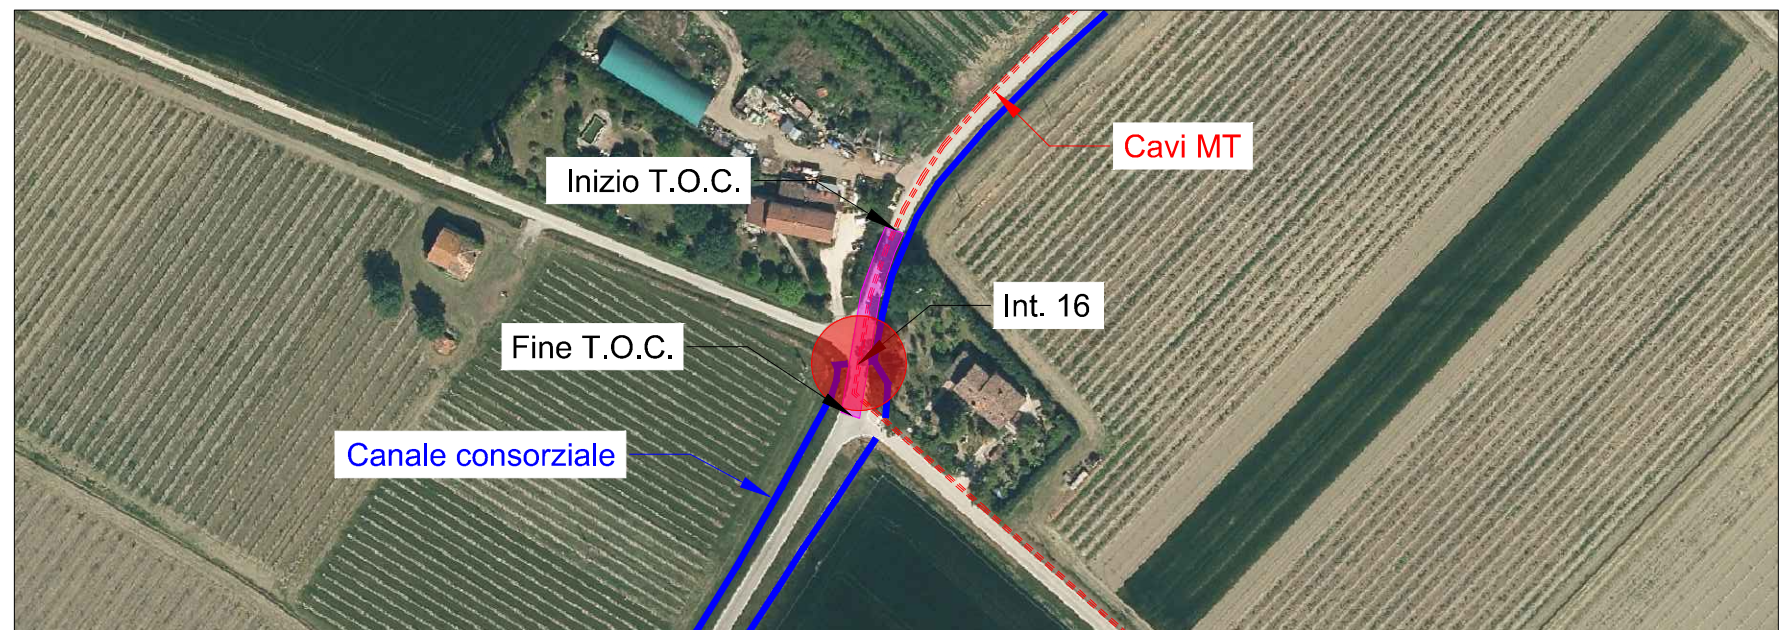 Cavi MT
Inizio T.O.C.
Int. 16
Fine T.O.C.
Canale consorziale